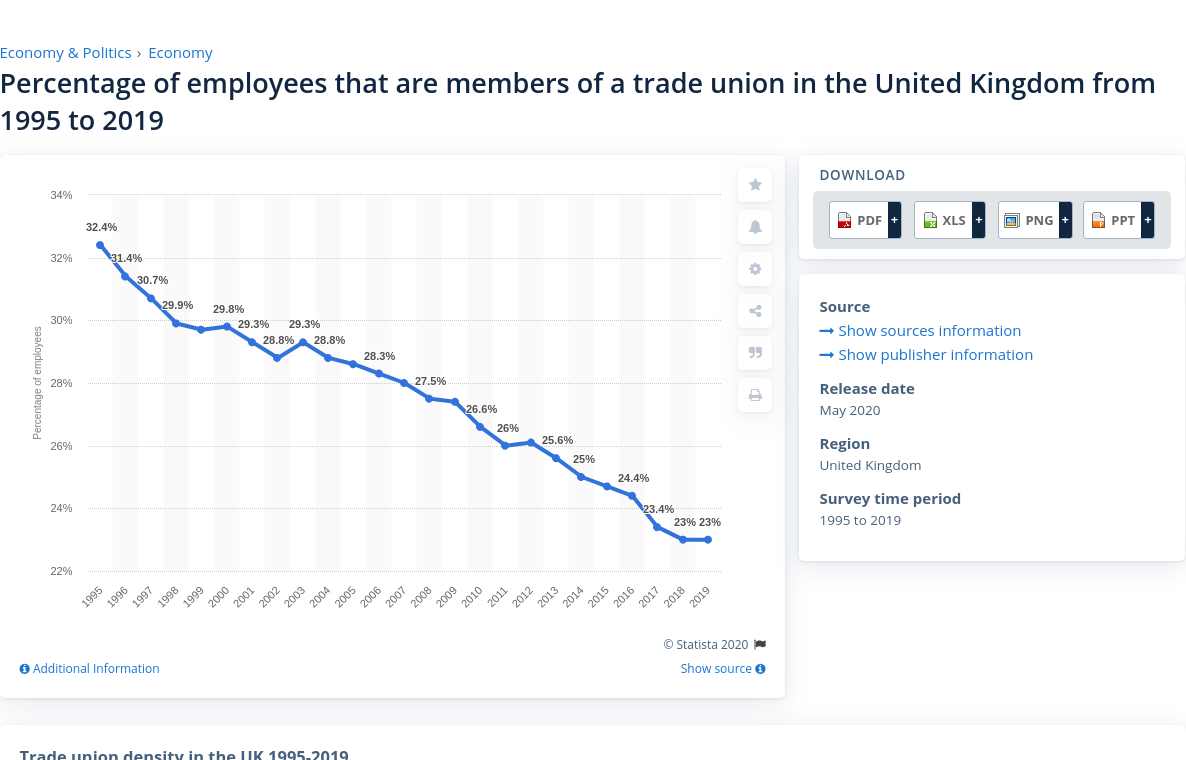 Economy & Politics › Economy
Percentage of employees that are members of a trade union in the United Kingdom from
1995 to 2019
DOWNLOAD
PDF + XLS + PNG + PPT +
Source
Show sources information
Show publisher information
Release date
May 2020
Region
United Kingdom
Survey time period
1995 to 2019
Percentage of employees
34%
32%
30%
28%
26%
24%
22%
32.4%
31.4%
30.7%
29.9%
29.8%
29.3%
28.8%
29.3%
28.8%
28.3%
27.5%
26.6%
26%
25.6%
25%
24.4%
23.4%
23% 23%
1995 1996 1997 1998 1999 2000 2001 2002 2003 2004 2005 2006 2007 2008 2009 2010 2011 2012 2013 2014 2015 2016 2017 2018 2019
© Statista 2020
Additional Information
Show source
Trade union density in the UK 1995-2019